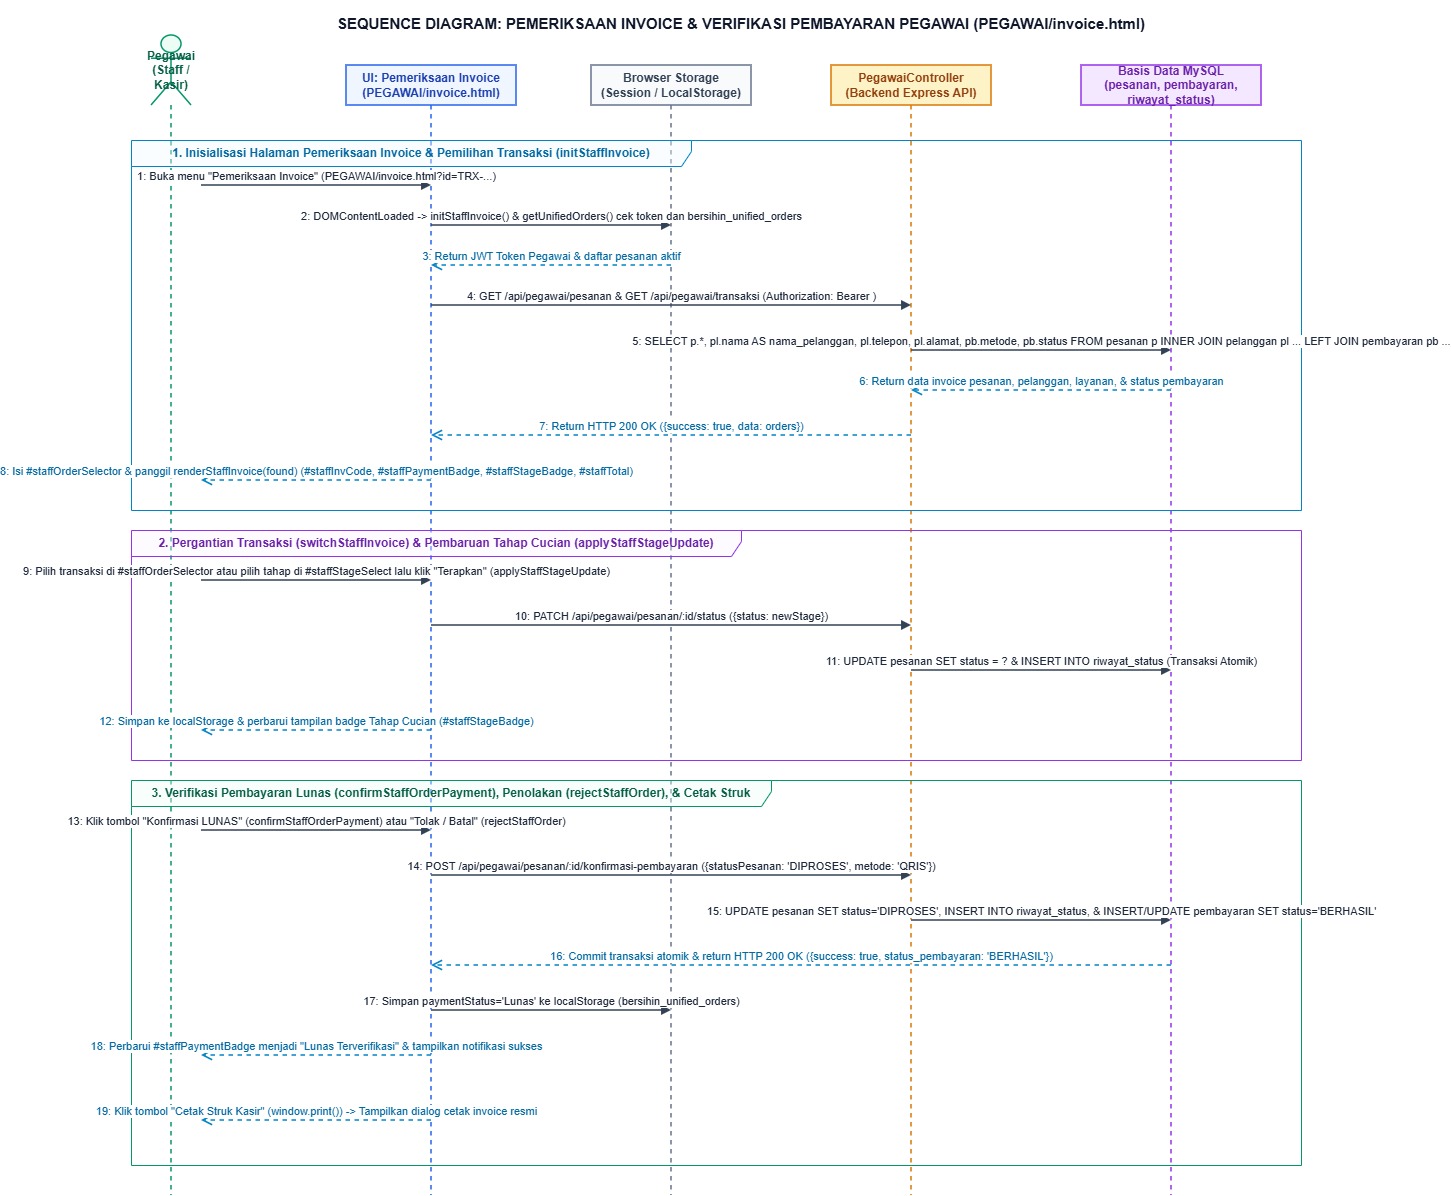 SEQUENCE DIAGRAM: PEMERIKSAAN INVOICE & VERIFIKASI PEMBAYARAN PEGAWAI (PEGAWAI/invoice.html)
Pegawai
(Staff /
Kasir)
UI: Pemeriksaan Invoice
(PEGAWAI/invoice.html)
Browser Storage
(Session / LocalStorage)
PegawaiController
(Backend Express API)
Basis Data MySQL
(pesanan, pembayaran,
riwayat_status)
1. Inisialisasi Halaman Pemeriksaan Invoice & Pemilihan Transaksi (initStaffInvoice)
1: Buka menu "Pemeriksaan Invoice" (PEGAWAI/invoice.html?id=TRX-...)
2: DOMContentLoaded -> initStaffInvoice() & getUnifiedOrders() cek token dan bersihin_unified_orders
3: Return JWT Token Pegawai & daftar pesanan aktif
4: GET /api/pegawai/pesanan & GET /api/pegawai/transaksi (Authorization: Bearer )
5: SELECT p.*, pl.nama AS nama_pelanggan, pl.telepon, pl.alamat, pb.metode, pb.status FROM pesanan p INNER JOIN pelanggan pl ... LEFT JOIN pembayaran pb ...
6: Return data invoice pesanan, pelanggan, layanan, & status pembayaran
7: Return HTTP 200 OK ({success: true, data: orders})
8: Isi #staffOrderSelector & panggil renderStaffInvoice(found) (#staffInvCode, #staffPaymentBadge, #staffStageBadge, #staffTotal)
2. Pergantian Transaksi (switchStaffInvoice) & Pembaruan Tahap Cucian (applyStaffStageUpdate)
9: Pilih transaksi di #staffOrderSelector atau pilih tahap di #staffStageSelect lalu klik "Terapkan" (applyStaffStageUpdate)
10: PATCH /api/pegawai/pesanan/:id/status ({status: newStage})
11: UPDATE pesanan SET status = ? & INSERT INTO riwayat_status (Transaksi Atomik)
12: Simpan ke localStorage & perbarui tampilan badge Tahap Cucian (#staffStageBadge)
3. Verifikasi Pembayaran Lunas (confirmStaffOrderPayment), Penolakan (rejectStaffOrder), & Cetak Struk
13: Klik tombol "Konfirmasi LUNAS" (confirmStaffOrderPayment) atau "Tolak / Batal" (rejectStaffOrder)
14: POST /api/pegawai/pesanan/:id/konfirmasi-pembayaran ({statusPesanan: 'DIPROSES', metode: 'QRIS'})
15: UPDATE pesanan SET status='DIPROSES', INSERT INTO riwayat_status, & INSERT/UPDATE pembayaran SET status='BERHASIL'
16: Commit transaksi atomik & return HTTP 200 OK ({success: true, status_pembayaran: 'BERHASIL'})
17: Simpan paymentStatus='Lunas' ke localStorage (bersihin_unified_orders)
18: Perbarui #staffPaymentBadge menjadi "Lunas Terverifikasi" & tampilkan notifikasi sukses
19: Klik tombol "Cetak Struk Kasir" (window.print()) -> Tampilkan dialog cetak invoice resmi